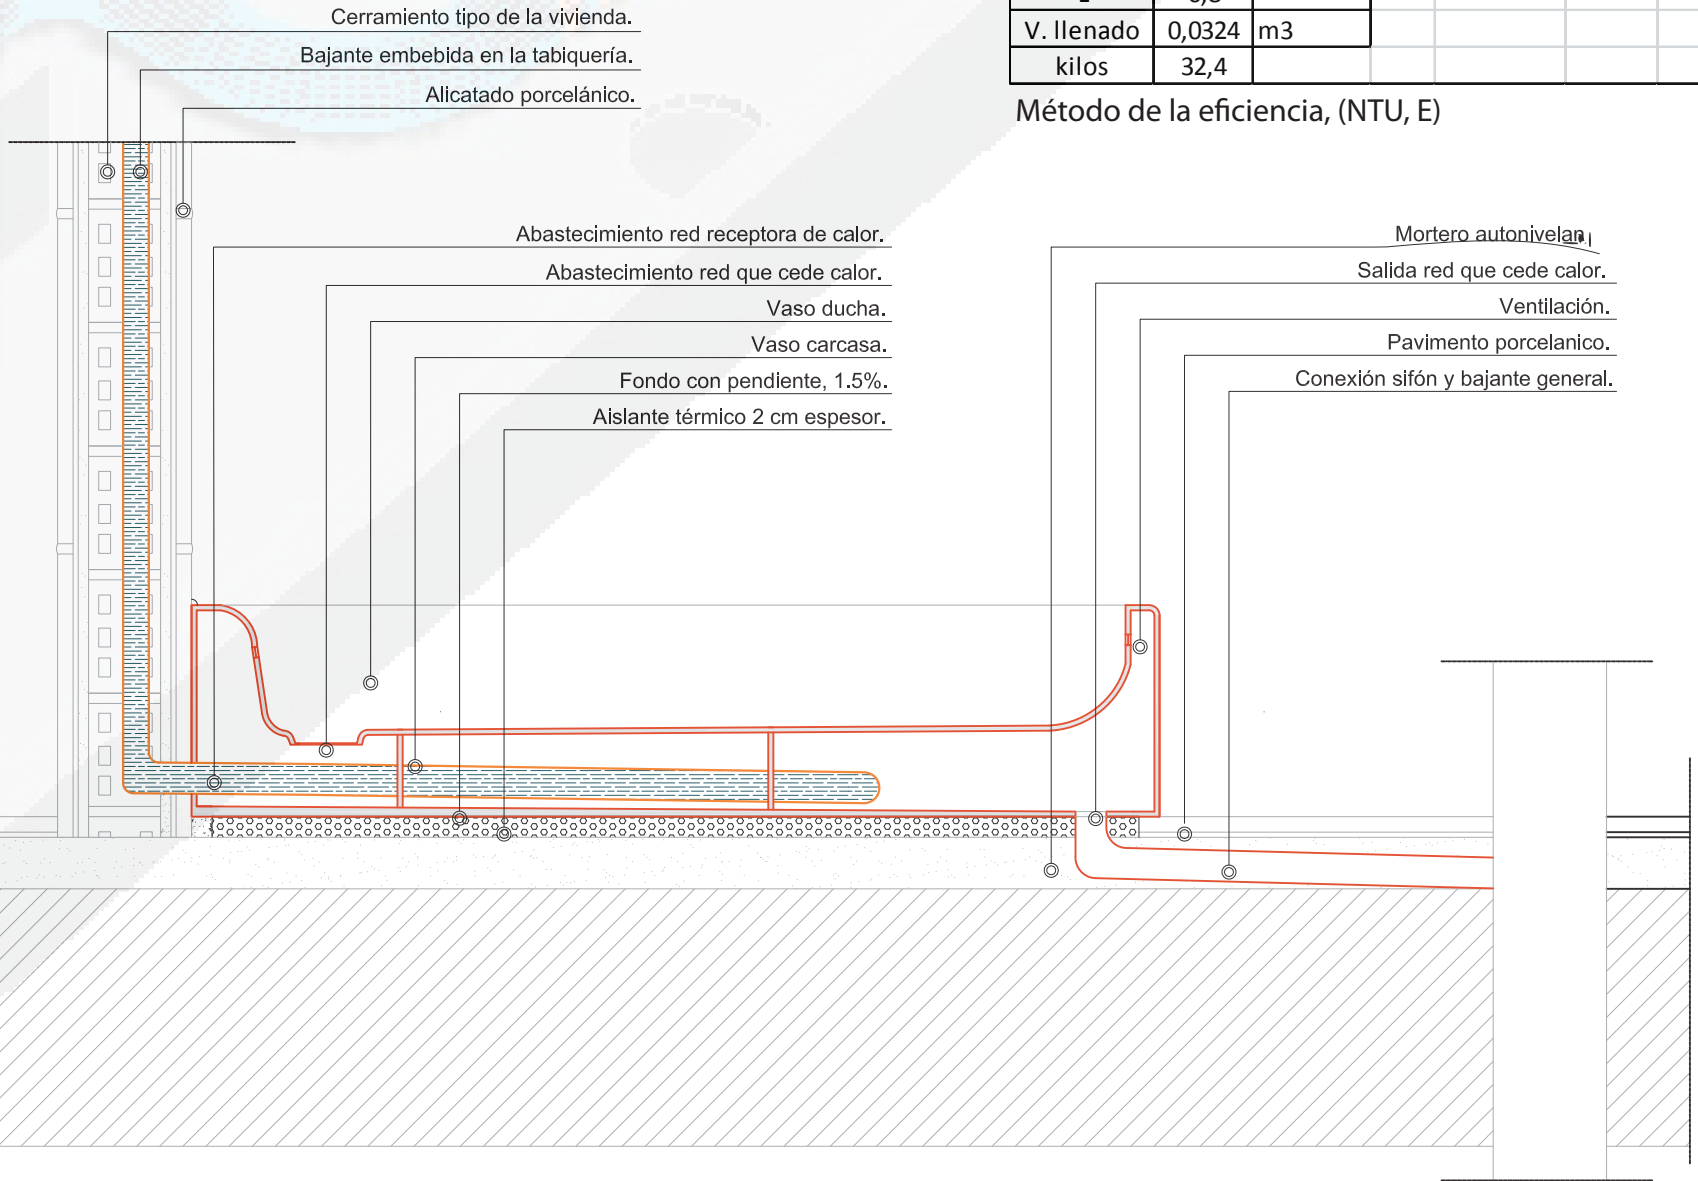 Cerramiento tipo de la vivienda.
Bajante embebida en la tabiquería.
Alicatado porcelánico.
V. llenado 0,0324 m3
kilos 32,4
Método de la eficiencia, (NTU, E)
Abastecimiento red receptora de calor.
Abastecimiento red que cede calor.
Vaso ducha.
Vaso carcasa.
Fondo con pendiente, 1.5%.
Aislante térmico 2 cm espesor.
Mortero
Salida red que cede calor.
Ventilación.
Pavimento porcelanico.
Conexión sifón y bajante general.